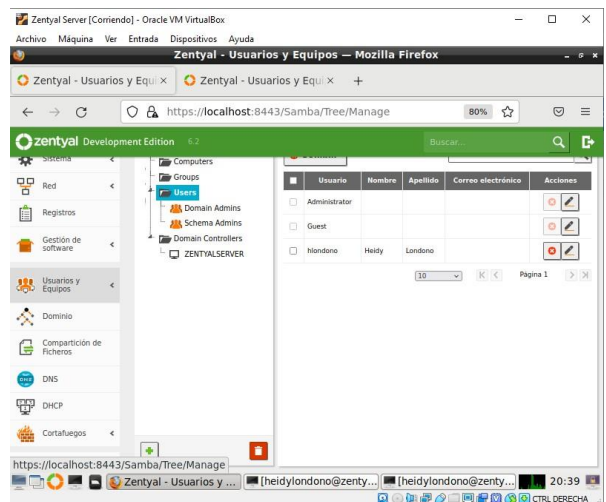 Zentyal Server [Corriendo] - Oracle VM VirtualBox
Archivo Máquina Ver Entrada Dispositivos Ayuda
Zentyal - Usuarios y Equipos — Mozilla Firefox
Zentyal - Usuarios y Equi × Zentyal - Usuarios y Equi × +
https://localhost:8443/Samba/Tree/Manage 80%
zentyal Development Edition 6.2 Buscar...
Sistema
Red
Registros
Gestión de
software
Usuarios y
Equipos
Dominio
Compartición de
Ficheros
DNS
DHCP
Cortafuegos
Computers
Groups
Users
Domain Admins
Schema Admins
Domain Controllers
ZENTYALSERVER
Usuario Nombre Apellido Correo electrónico Acciones
Administrator
Guest
hlondono Heidy Londono
10 Página 1
https://localhost:8443/Samba/Tree/Manage
Zentyal - Usuarios y ... [heidylondono@zenty... [heidylondono@zenty... 20:39
CTRL DERECHA